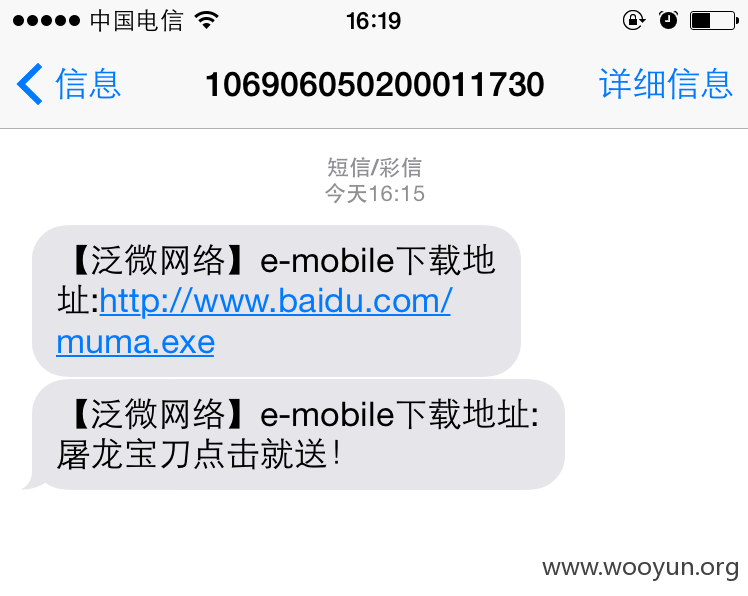 中国电信 16:19
信息 106906050200011730 详细信息
短信/彩信
今天16:15
【泛微网络】e-mobile下载地
址:http://www.baidu.com/
muma.exe
【泛微网络】e-mobile下载地址:
屠龙宝刀点击就送!
www.wooyun.org